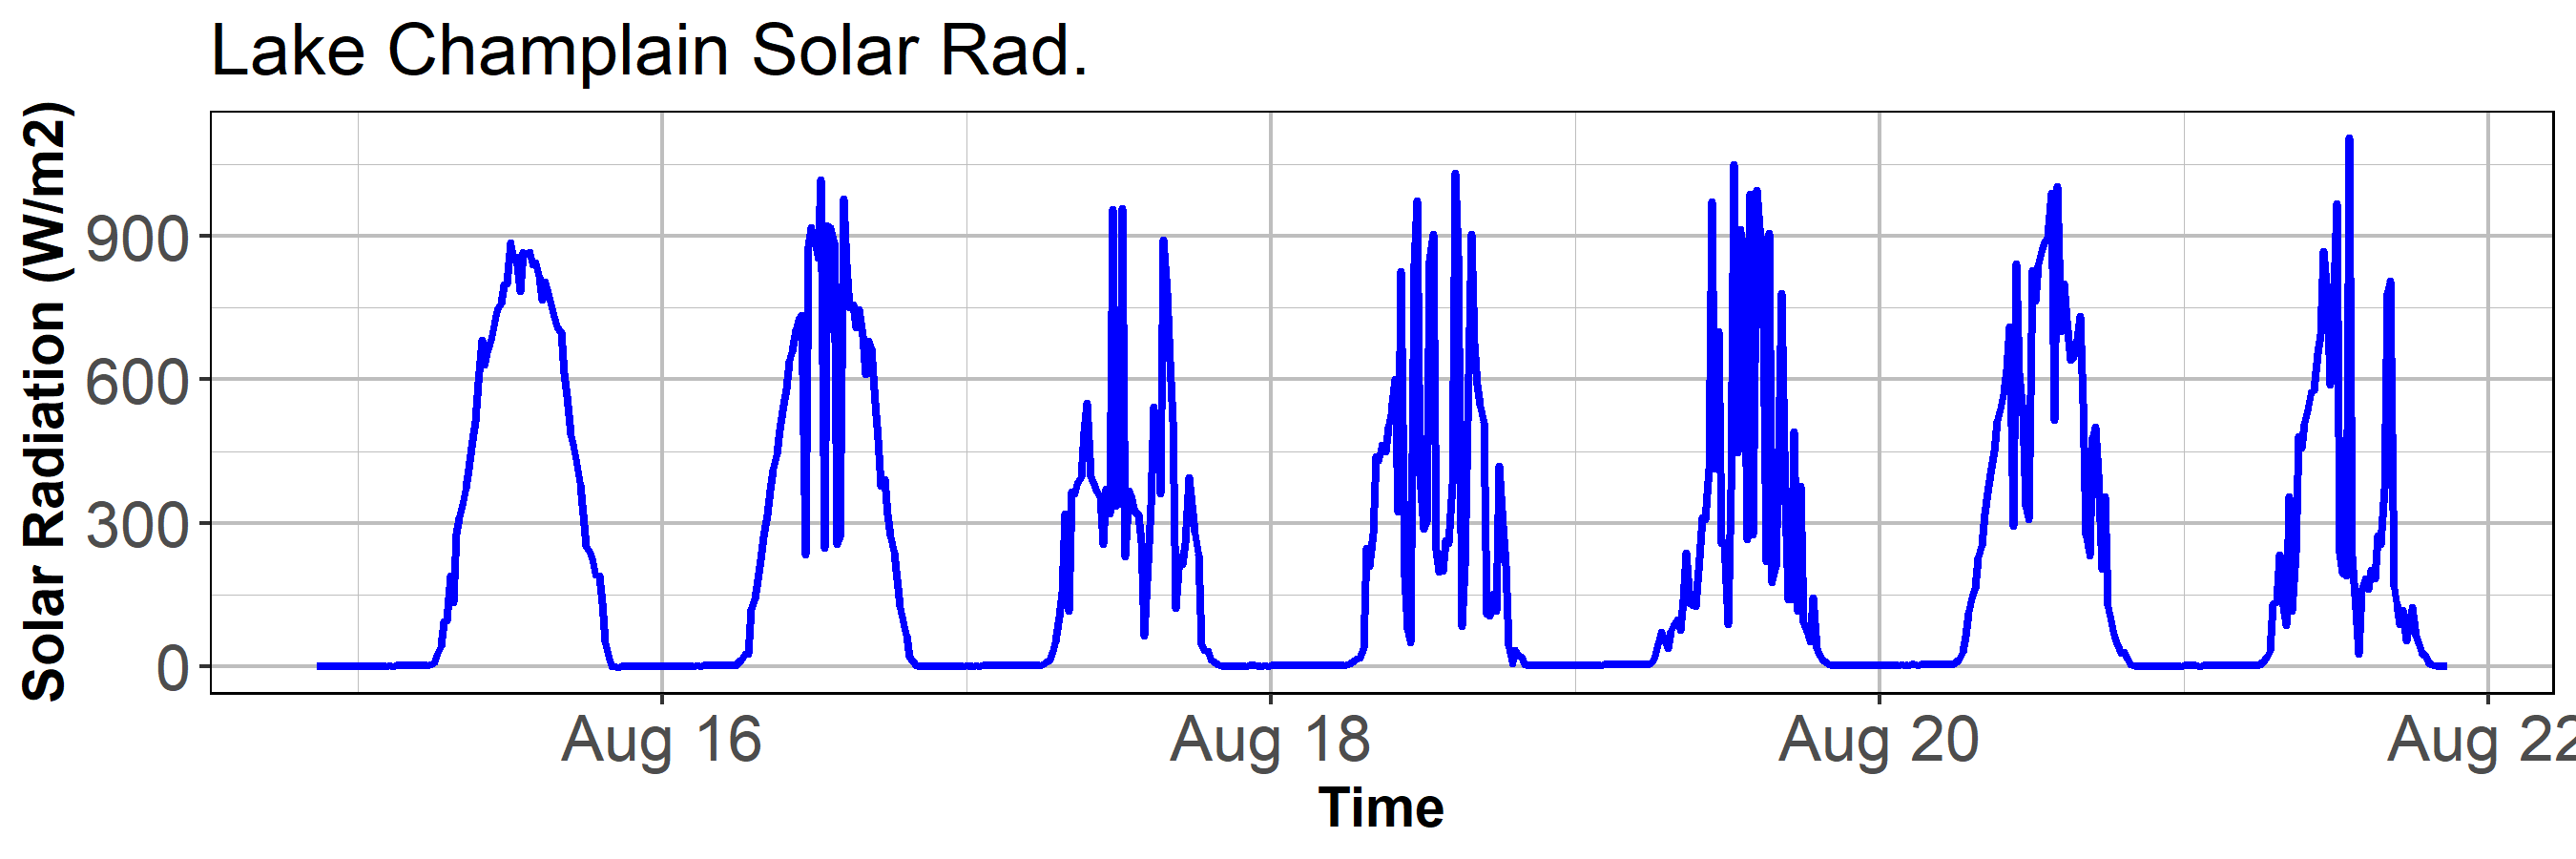 Lake Champlain Solar Rad.
Solar Radiation (W/m2)
900
600
300
0
Aug 16 Aug 18 Aug 20 Aug 22
Time